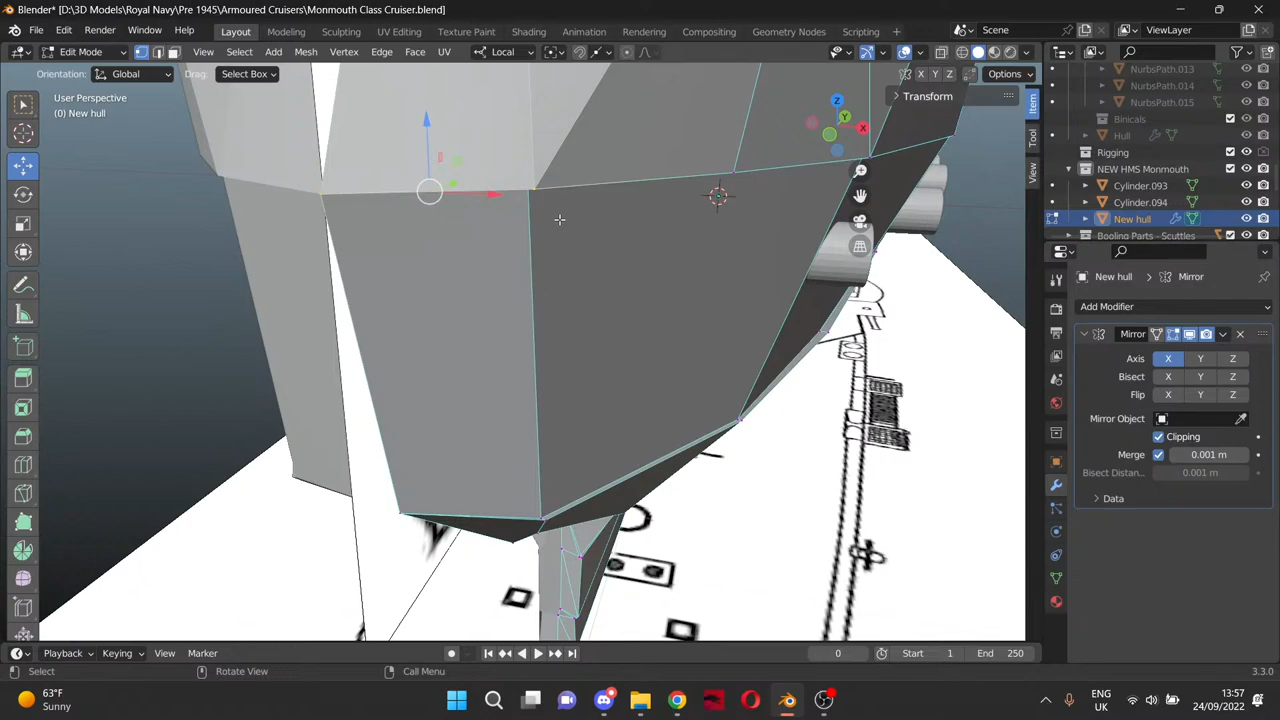 Blender* [D:\3D Models\Royal Navy\Pre 1945\Armoured Cruisers\Monmouth Class Cruiser.blend]
File Edit Render Window Help Layout Modeling Sculpting UV Editing Texture Paint Shading Animation Rendering Compositing Geometry Nodes Scripting Scene ViewLayer
Edit Mode View Select Add Mesh Vertex Edge Face UV Local
Orientation: Global Drag: Select Box X Y Z Options
User Perspective
(0) New hull
Transform
Item
Tool
View
Z
Y
X
NurbsPath.013
NurbsPath.014
NurbsPath.015
Binicals
Hull
Rigging
NEW HMS Monmouth
Cylinder.093
Cylinder.094
New hull
Booling Parts - Scuttles
New hull Mirror
Add Modifier
Mirror
Axis X Y Z
Bisect X Y Z
Flip X Y Z
Mirror Object
Clipping
Merge 0.001 m
Bisect Distan... 0.001 m
Data
Playback Keying View Marker 0 Start 1 End 250
Select Rotate View Call Menu 3.3.0
63°F
Sunny
ENG
UK
13:57
24/09/2022